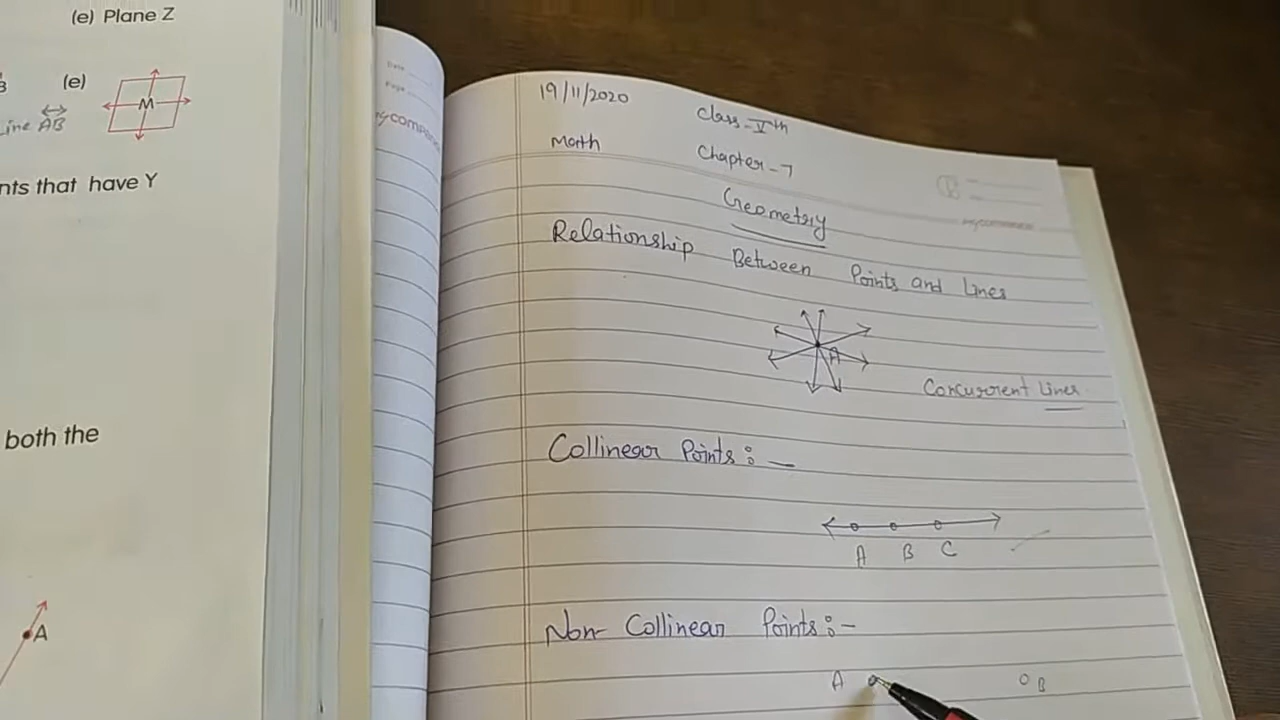 (e) Plane Z
(e)
M
Line AB
nts that have Y
both the
A
19/11/2020
Class-Vth
Math
Chapter-7
Geometry
Relationship Between Points and Lines
A
Concurrent Lines
Collinear Points:-
A B C
Non-Collinear Points:-
A B